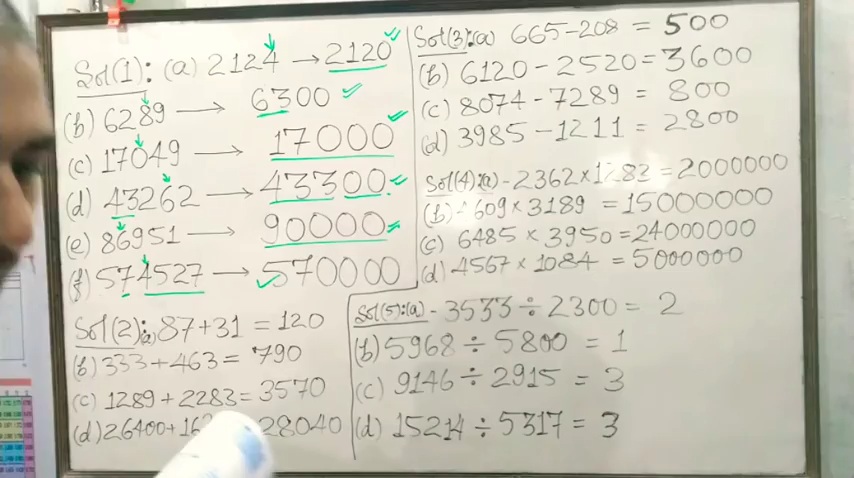 Sol(1): (a) 2124 → 2120
(b) 6289 → 6300
(c) 17049 → 17000
(d) 43262 → 43300
(e) 86951 → 90000
(f) 574527 → 570000
Sol(2): (a) 87+31 = 120
(b) 333+463 = 790
(c) 1289+2283 = 3570
(d) 26400+ 28040
Sol(3): (a) 665-208 = 500
(b) 6120-2520 = 3600
(c) 8074-7289 = 800
(d) 3985-1211 = 2800
Sol(4): (a) - 2362× = 2000000
(b) 609×3189 = 15000000
(c) 6485×3950 = 24000000
(d) 4567×1084 = 5000000
Sol(5): (a) - 3533÷2300 = 2
(b) 5968÷5800 = 1
(c) 9146÷2915 = 3
(d) 15214÷5317 = 3